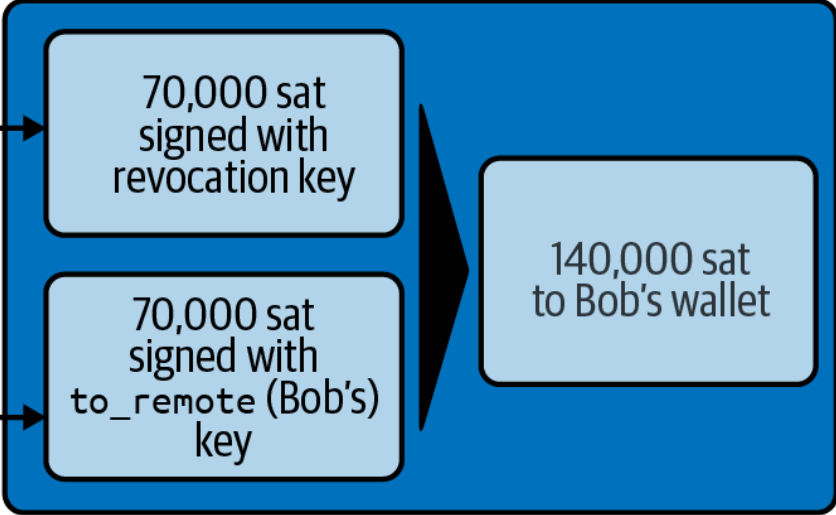 70,000 sat
signed with
revocation key
70,000 sat
signed with
to_remote (Bob’s)
key
140,000 sat
to Bob’s wallet